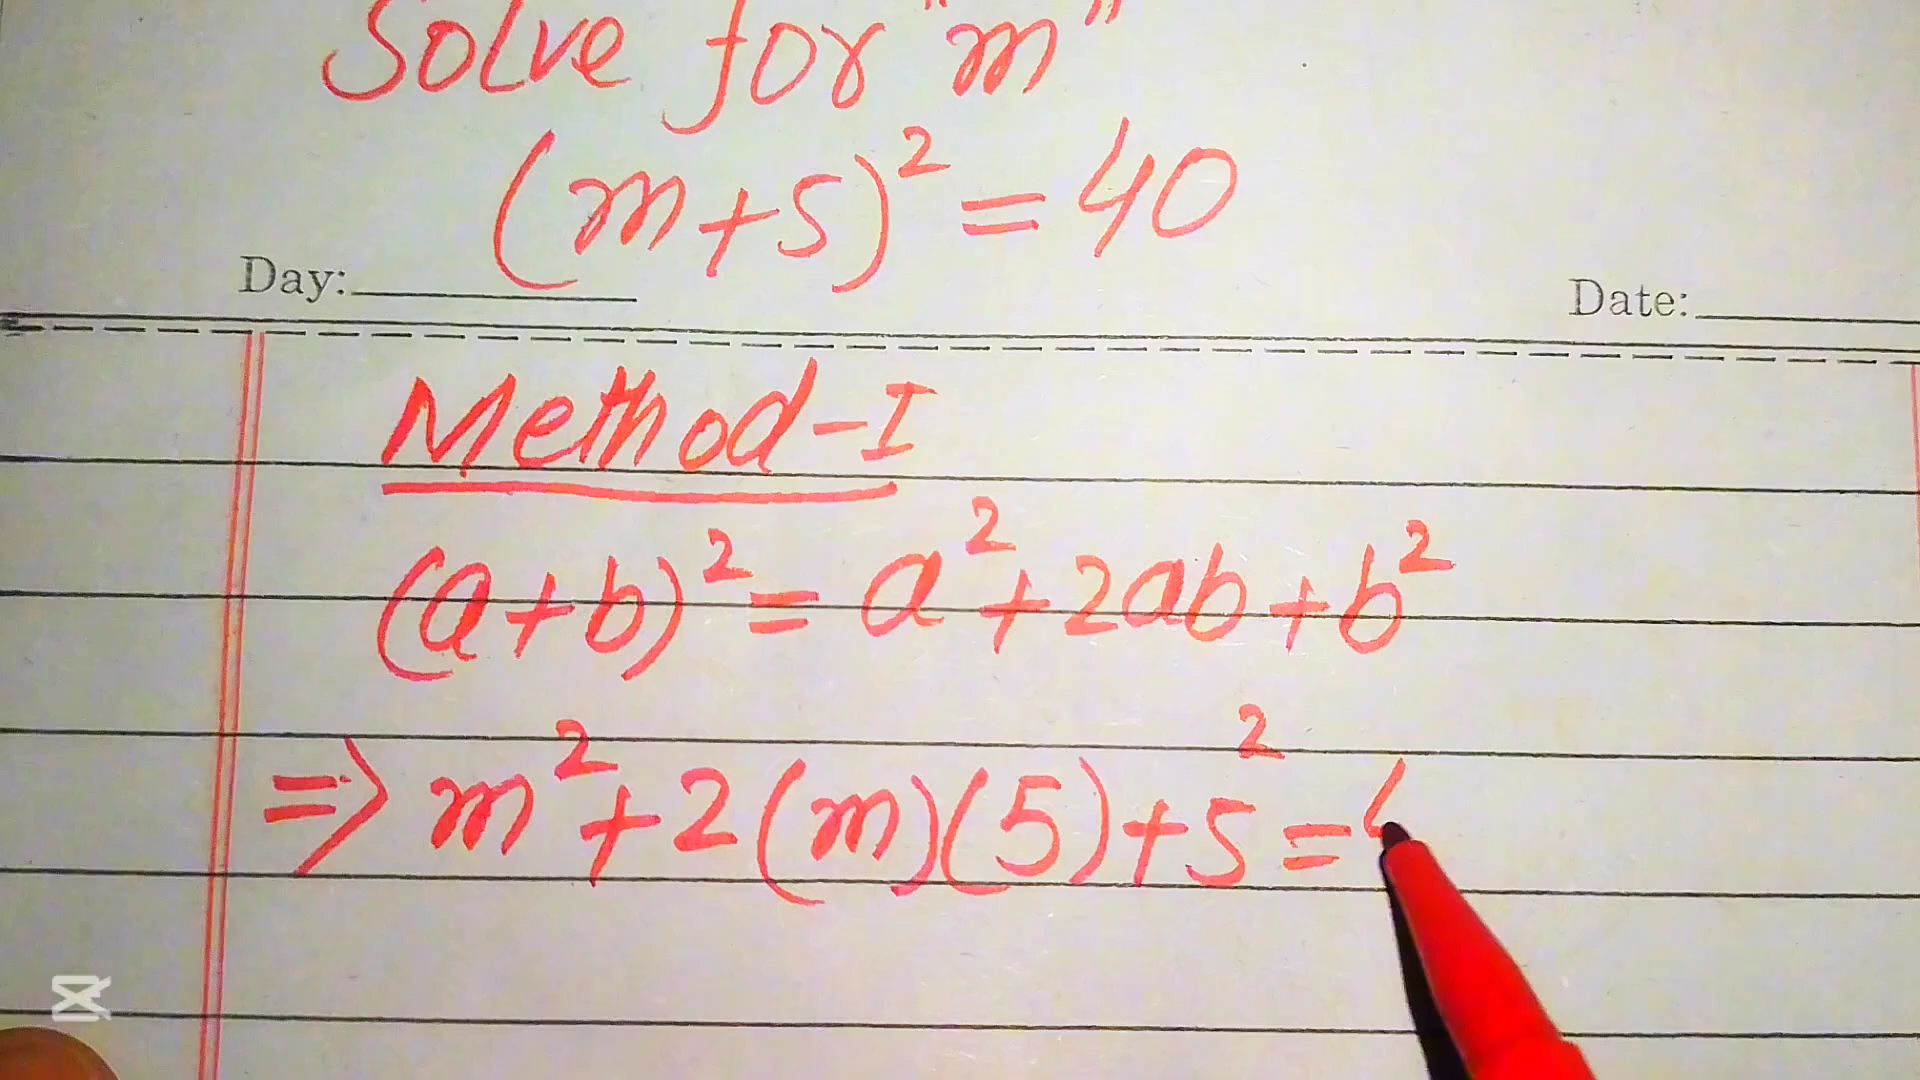 Solve for "m"
(m+5)² = 40
Day:
Date:
Method-I
(a+b)² = a²+2ab+b²
⇒ m²+2(m)(5)+5² =